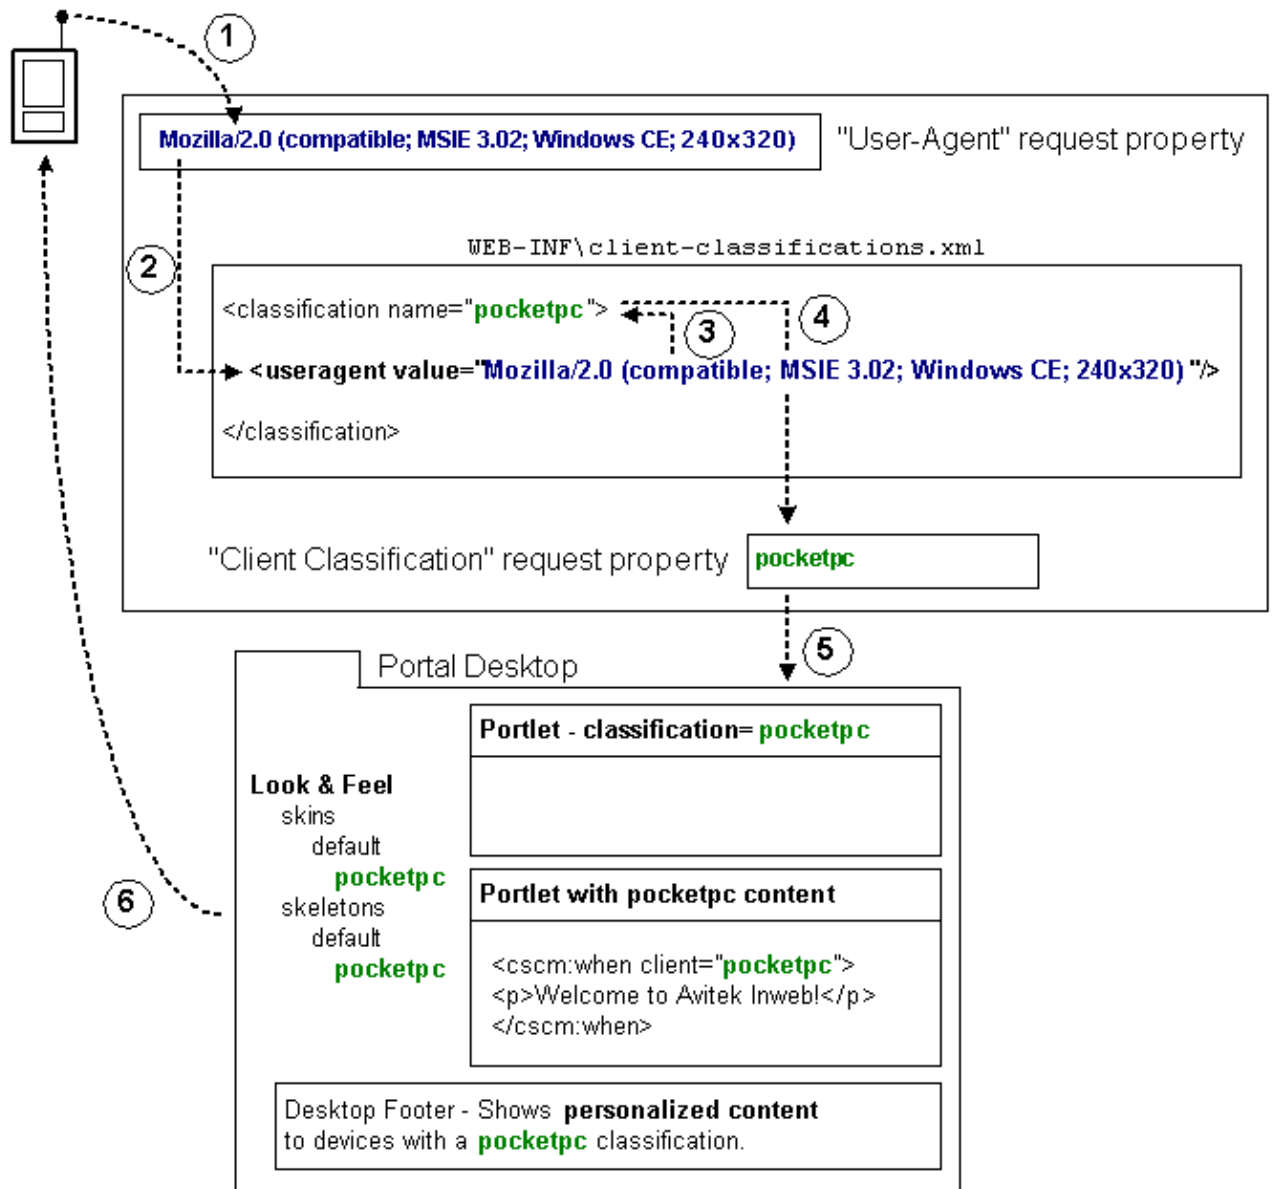 1
Mozilla/2.0 (compatible; MSIE 3.02; Windows CE; 240x320)
"User-Agent" request property
2
WEB-INF\client-classifications.xml
<classification name="pocketpc">
3
4
<useragent value="Mozilla/2.0 (compatible; MSIE 3.02; Windows CE; 240x320) "/>
</classification>
"Client Classification" request property
pocketpc
5
Portal Desktop
Portlet - classification= pocketpc
Look & Feel
skins
default
pocketpc
skeletons
default
pocketpc
6
Portlet with pocketpc content
<cscm:when client="pocketpc">
<p>Welcome to Avitek Inweb!</p>
</cscm:when>
Desktop Footer - Shows personalized content
to devices with a pocketpc classification.